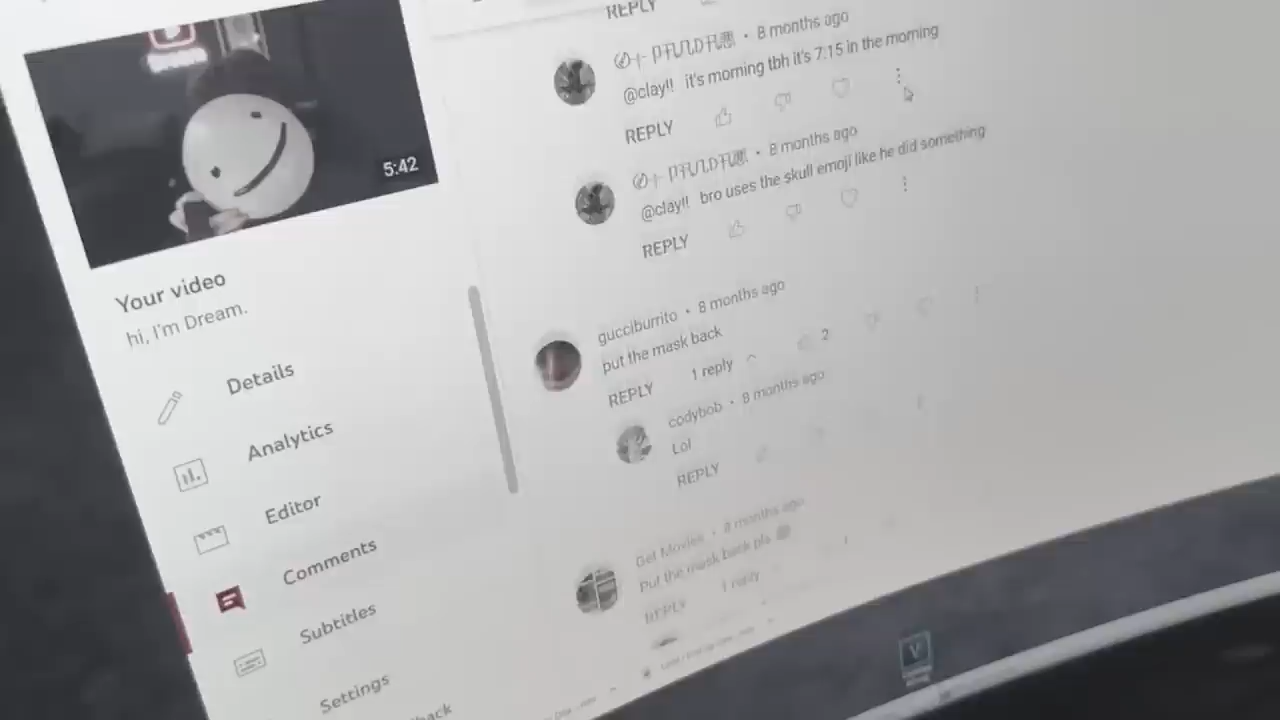 REPLY
8 months ago
@clay!! it's morning tbh it's 7:15 in the morning
REPLY
8 months ago
@clay!! bro uses the skull emoji like he did something
REPLY
gucciburrito • 8 months ago
put the mask back
REPLY 1 reply 2
codybob • 8 months ago
Lol
REPLY
Get Movies • 8 months ago
Put the mask back pls
REPLY 1 reply
5:42
Your video
hi, I'm Dream.
Details
Analytics
Editor
Comments
Subtitles
Settings